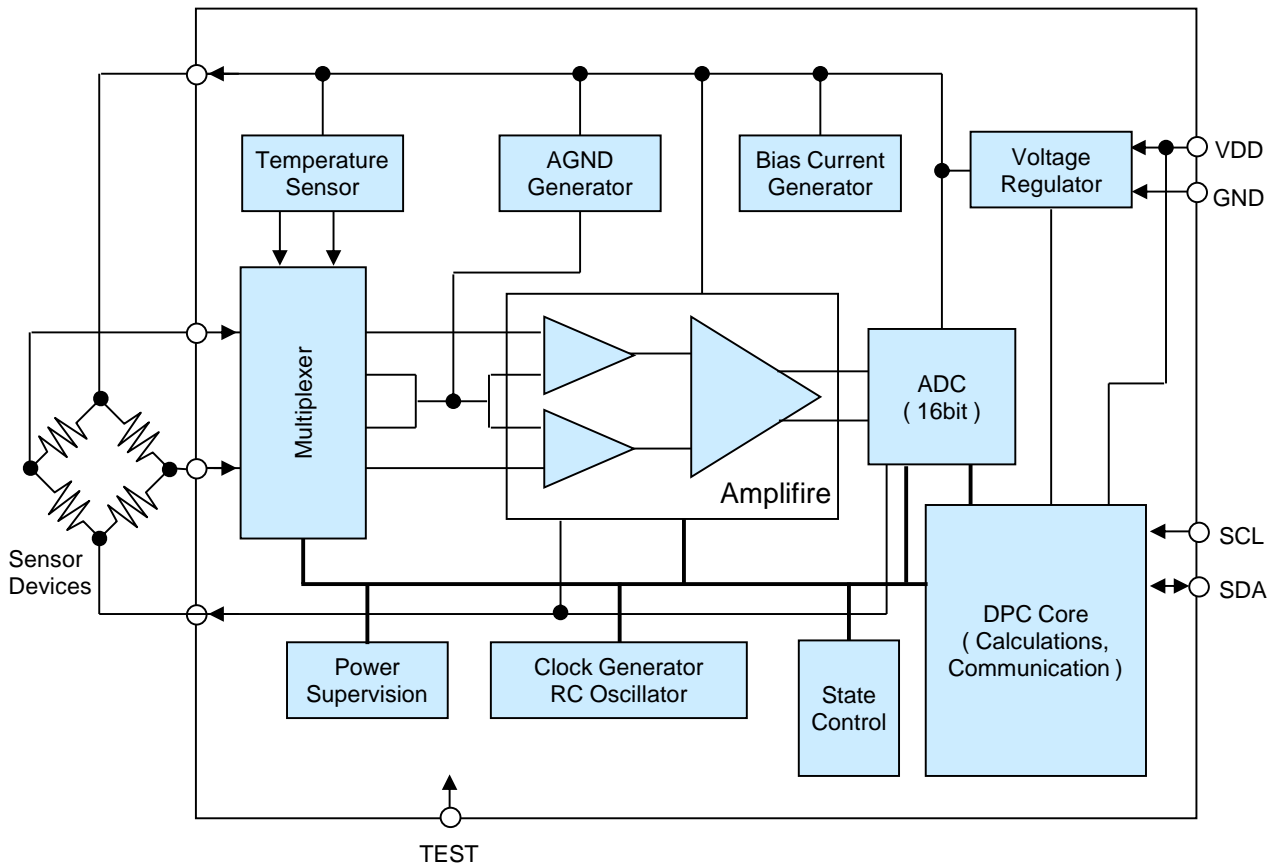 Temperature
Sensor
AGND
Generator
Bias Current
Generator
Voltage
Regulator
VDD
GND
Multiplexer
ADC
( 16bit )
Amplifire
Sensor
Devices
SCL
SDA
DPC Core
( Calculations,
Communication )
Power
Supervision
Clock Generator
RC Oscillator
State
Control
TEST